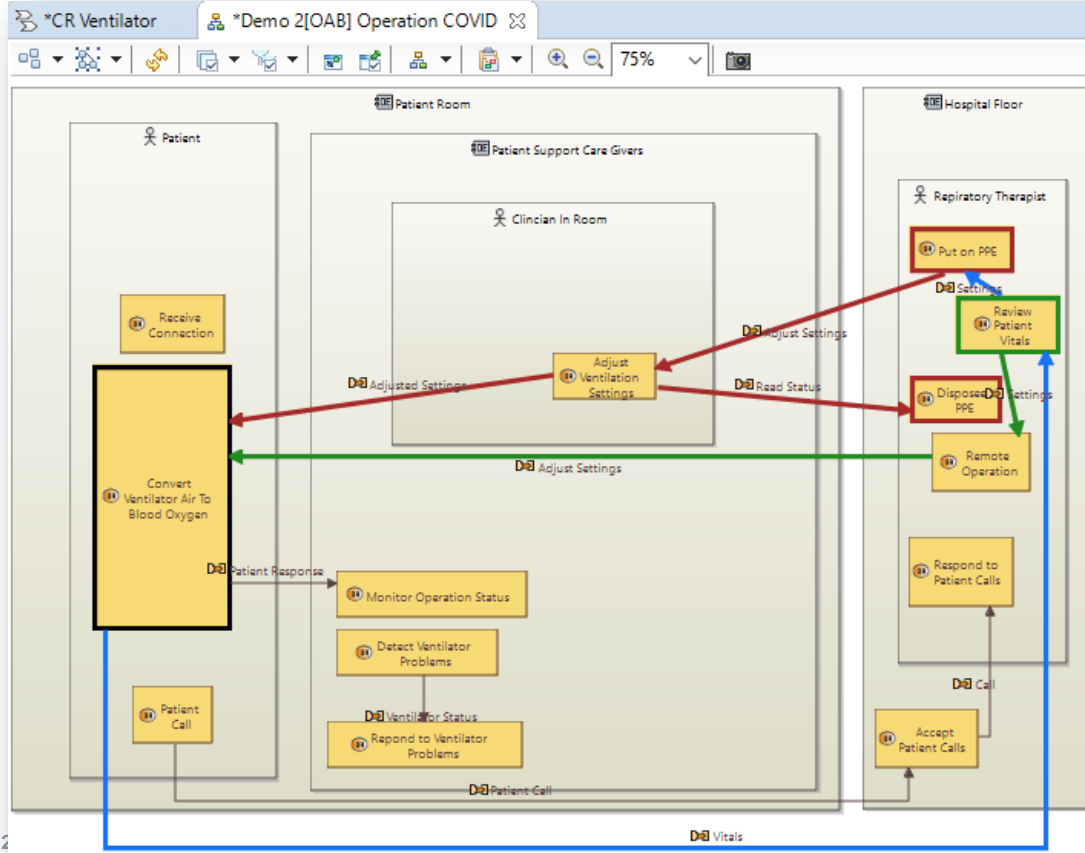 *CR Ventilator
*Demo 2[OAB] Operation COVID
75%
Patient Room
Patient
Patient Support Care Givers
Clincian In Room
Receive
Connection
Adjust
Ventilation
Settings
Adjusted Settings
Adjust Settings
Read Status
Adjust Settings
Convert
Ventilator Air To
Blood Oxygen
Patient Response
Monitor Operation Status
Detect Ventilator
Problems
Ventilator Status
Repond to Ventilator
Problems
Patient
Call
Patient Call
Vitals
Hospital Floor
Repiratory Therapist
Put on PPE
Settings
Review
Patient
Vitals
PPE
Settings
Remote
Operation
Respond to
Patient Calls
Call
Accept
Patient Calls
2